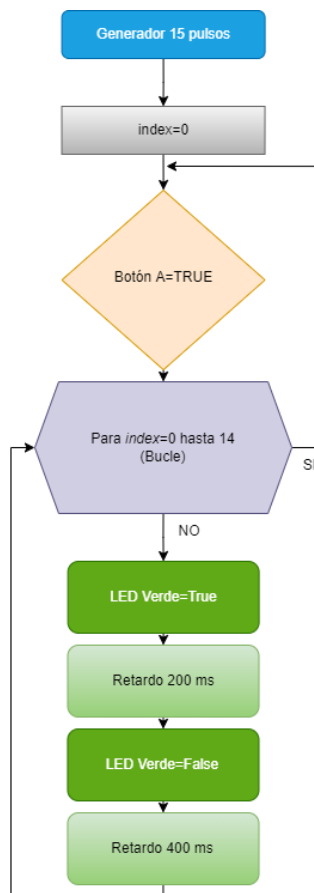 Generador 15 pulsos
index=0
Botón A=TRUE
Para index=0 hasta 14
(Bucle)
SI
NO
LED Verde=True
Retardo 200 ms
LED Verde=False
Retardo 400 ms